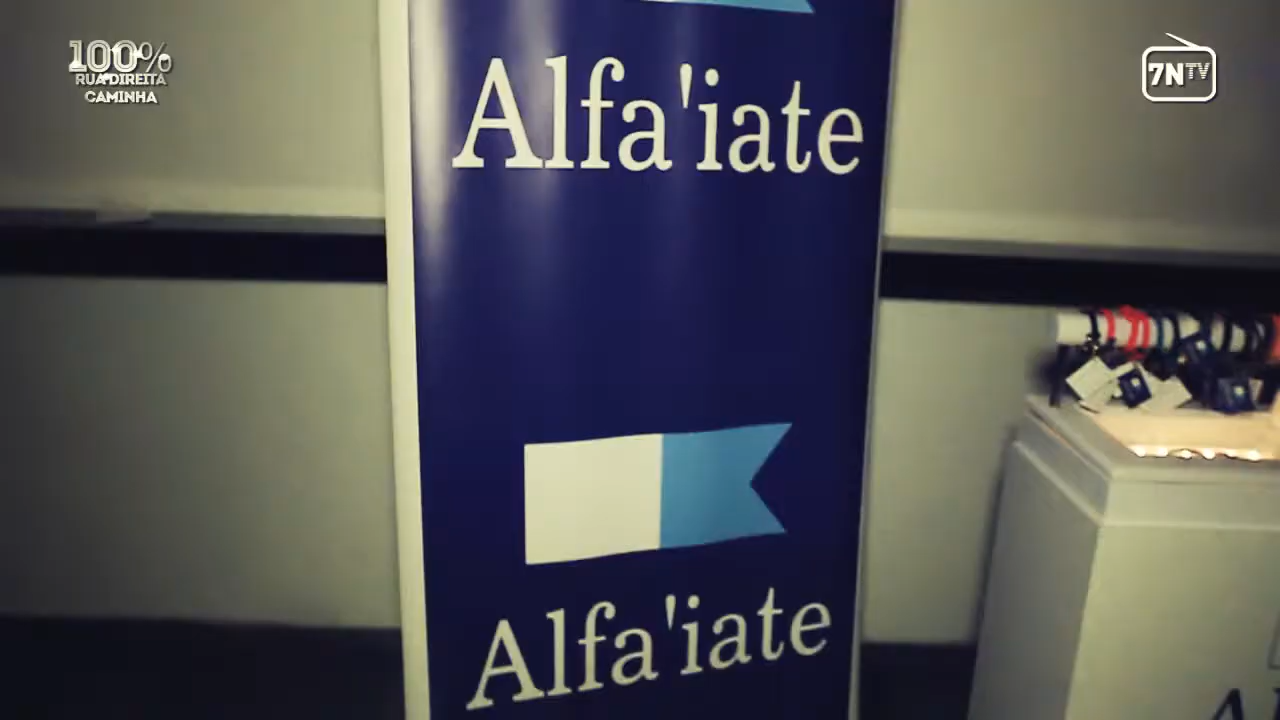 100%
RUA DIREITA
CAMINHA
7NTV
Alfa'iate
Alfa'iate